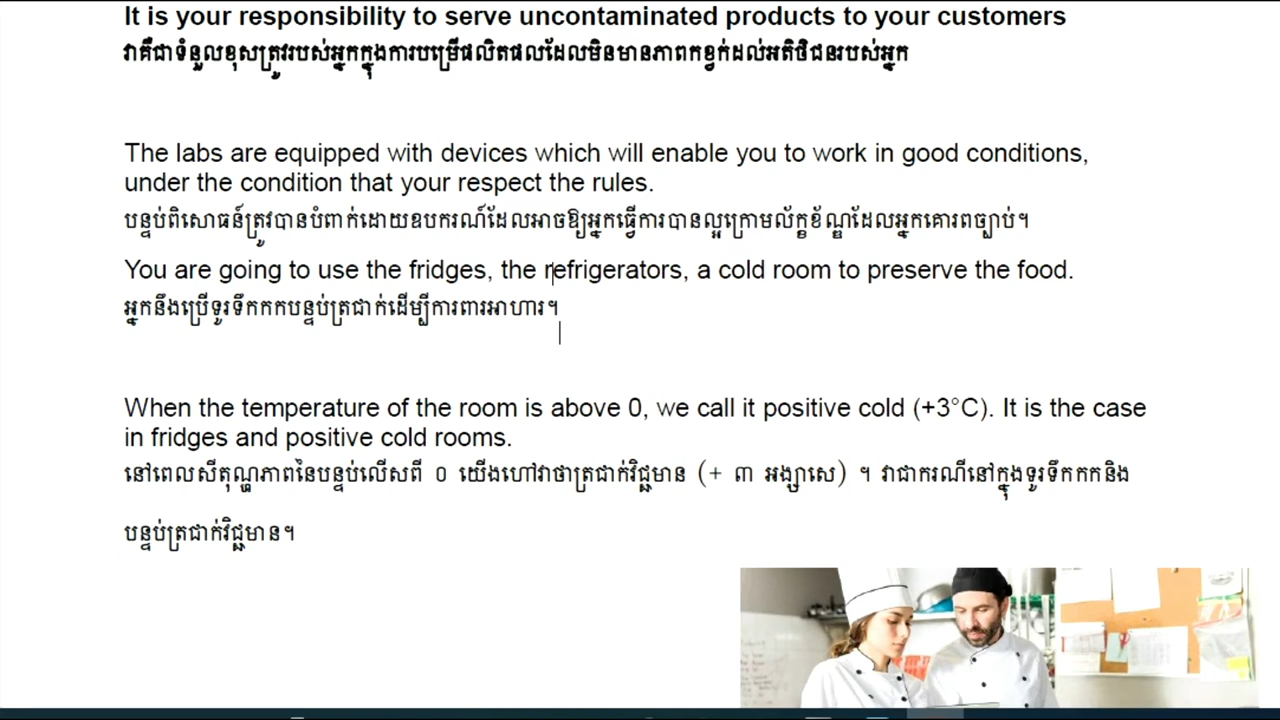 It is your responsibility to serve uncontaminated products to your customers
វាគឺជាទំនួលខុសត្រូវរបស់អ្នកក្នុងការបម្រើផលិតផលដែលមិនមានភាពកខ្វក់ដល់អតិថិជនរបស់អ្នក
The labs are equipped with devices which will enable you to work in good conditions,
under the condition that your respect the rules.
បន្ទប់ពិសោធន៍ត្រូវបានបំពាក់ដោយឧបករណ៍ដែលអាចឱ្យអ្នកធ្វើការបានល្អក្រោមល័ក្ខខ័ណ្ឌដែលអ្នកគោរពច្បាប់។
You are going to use the fridges, the refrigerators, a cold room to preserve the food.
អ្នកនឹងប្រើទូរទឹកកកបន្ទប់ត្រជាក់ដើម្បីការពារអាហារ។
When the temperature of the room is above 0, we call it positive cold (+3°C). It is the case
in fridges and positive cold rooms.
នៅពេលសីតុណ្ហភាពនៃបន្ទប់លើសពី ០ យើងហៅវាថាត្រជាក់វិជ្ជមាន (+ ៣ អង្សាសេ) ។ វាជាករណីនៅក្នុងទូរទឹកកកនិង
បន្ទប់ត្រជាក់វិជ្ជមាន។